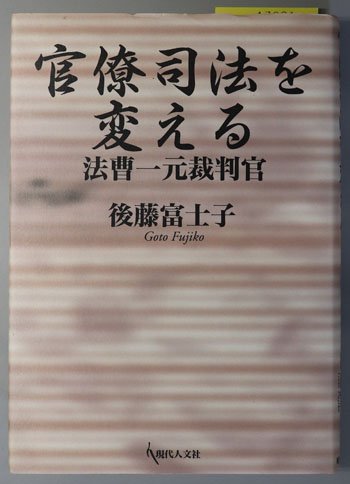 官僚司法を
変える
法曹一元裁判官
後藤富士子
Goto Fujiko
現代人文社